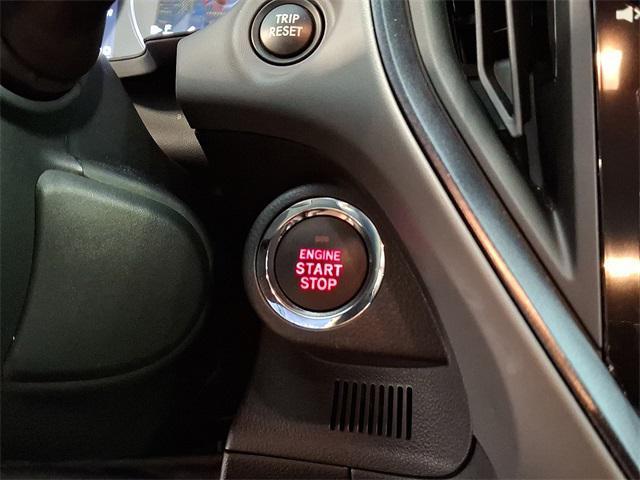 TRIP
RESET
E
ENGINE
START
STOP